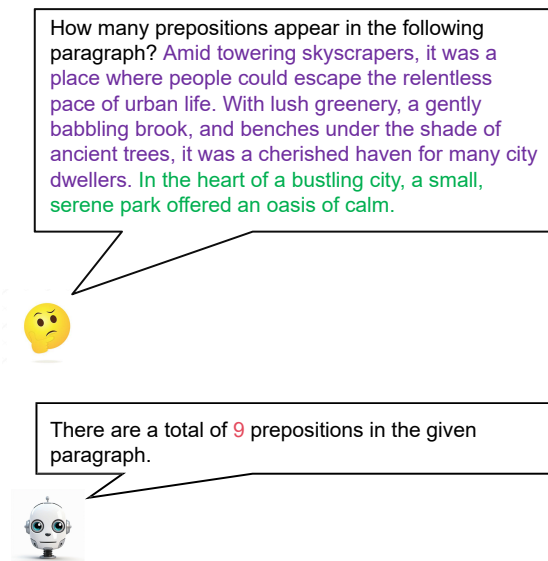 How many prepositions appear in the following
paragraph? Amid towering skyscrapers, it was a
place where people could escape the relentless
pace of urban life. With lush greenery, a gently
babbling brook, and benches under the shade of
ancient trees, it was a cherished haven for many city
dwellers. In the heart of a bustling city, a small,
serene park offered an oasis of calm.
There are a total of 9 prepositions in the given
paragraph.